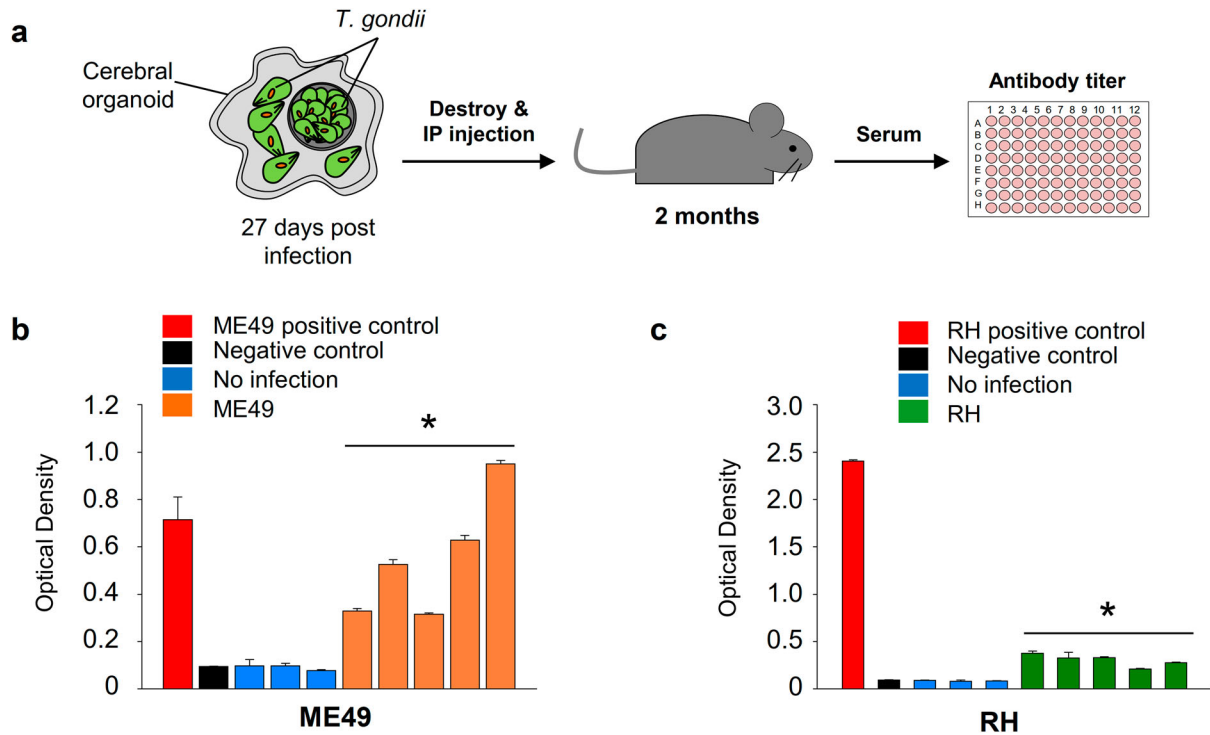 a
T. gondii
Cerebral
organoid
Destroy &
IP injection
27 days post
infection
2 months
Serum
Antibody titer
1 2 3 4 5 6 7 8 9 10 11 12
A
B
C
D
E
F
G
H
b
ME49 positive control
Negative control
No infection
ME49
1.2
1.0
0.8
0.6
0.4
0.2
0
Optical Density
*
ME49
c
RH positive control
Negative control
No infection
RH
3.0
2.5
2.0
1.5
1.0
0.5
0
Optical Density
*
RH